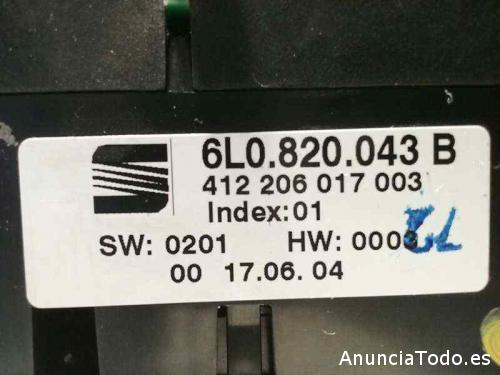 6L0.820.043 B
412 206 017 003
Index:01
SW: 0201 HW: 000
00 17.06.04
AnunciaTodo.es